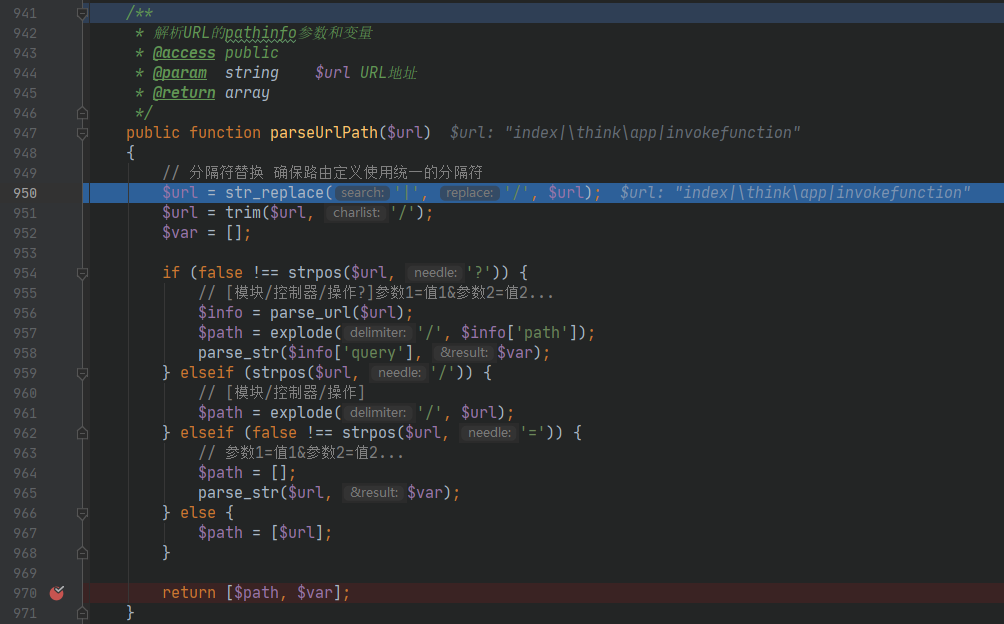 941 /**
942 * 解析URL的pathinfo参数和变量
943 * @access public
944 * @param string $url URL地址
945 * @return array
946 */
947 public function parseUrlPath($url) $url: "index|\think\app|invokefunction"
948 {
949 // 分隔符替换 确保路由定义使用统一的分隔符
950 $url = str_replace( search: '|', replace: '/', $url); $url: "index|\think\app|invokefunction"
951 $url = trim($url, charlist: '/');
952 $var = [];
953
954 if (false !== strpos($url, needle: '?')) {
955 // [模块/控制器/操作?]参数1=值1&参数2=值2...
956 $info = parse_url($url);
957 $path = explode( delimiter: '/', $info['path']);
958 parse_str($info['query'], &result: $var);
959 } elseif (strpos($url, needle: '/')) {
960 // [模块/控制器/操作]
961 $path = explode( delimiter: '/', $url);
962 } elseif (false !== strpos($url, needle: '=')) {
963 // 参数1=值1&参数2=值2...
964 $path = [];
965 parse_str($url, &result: $var);
966 } else {
967 $path = [$url];
968 }
969
970 return [$path, $var];
971 }